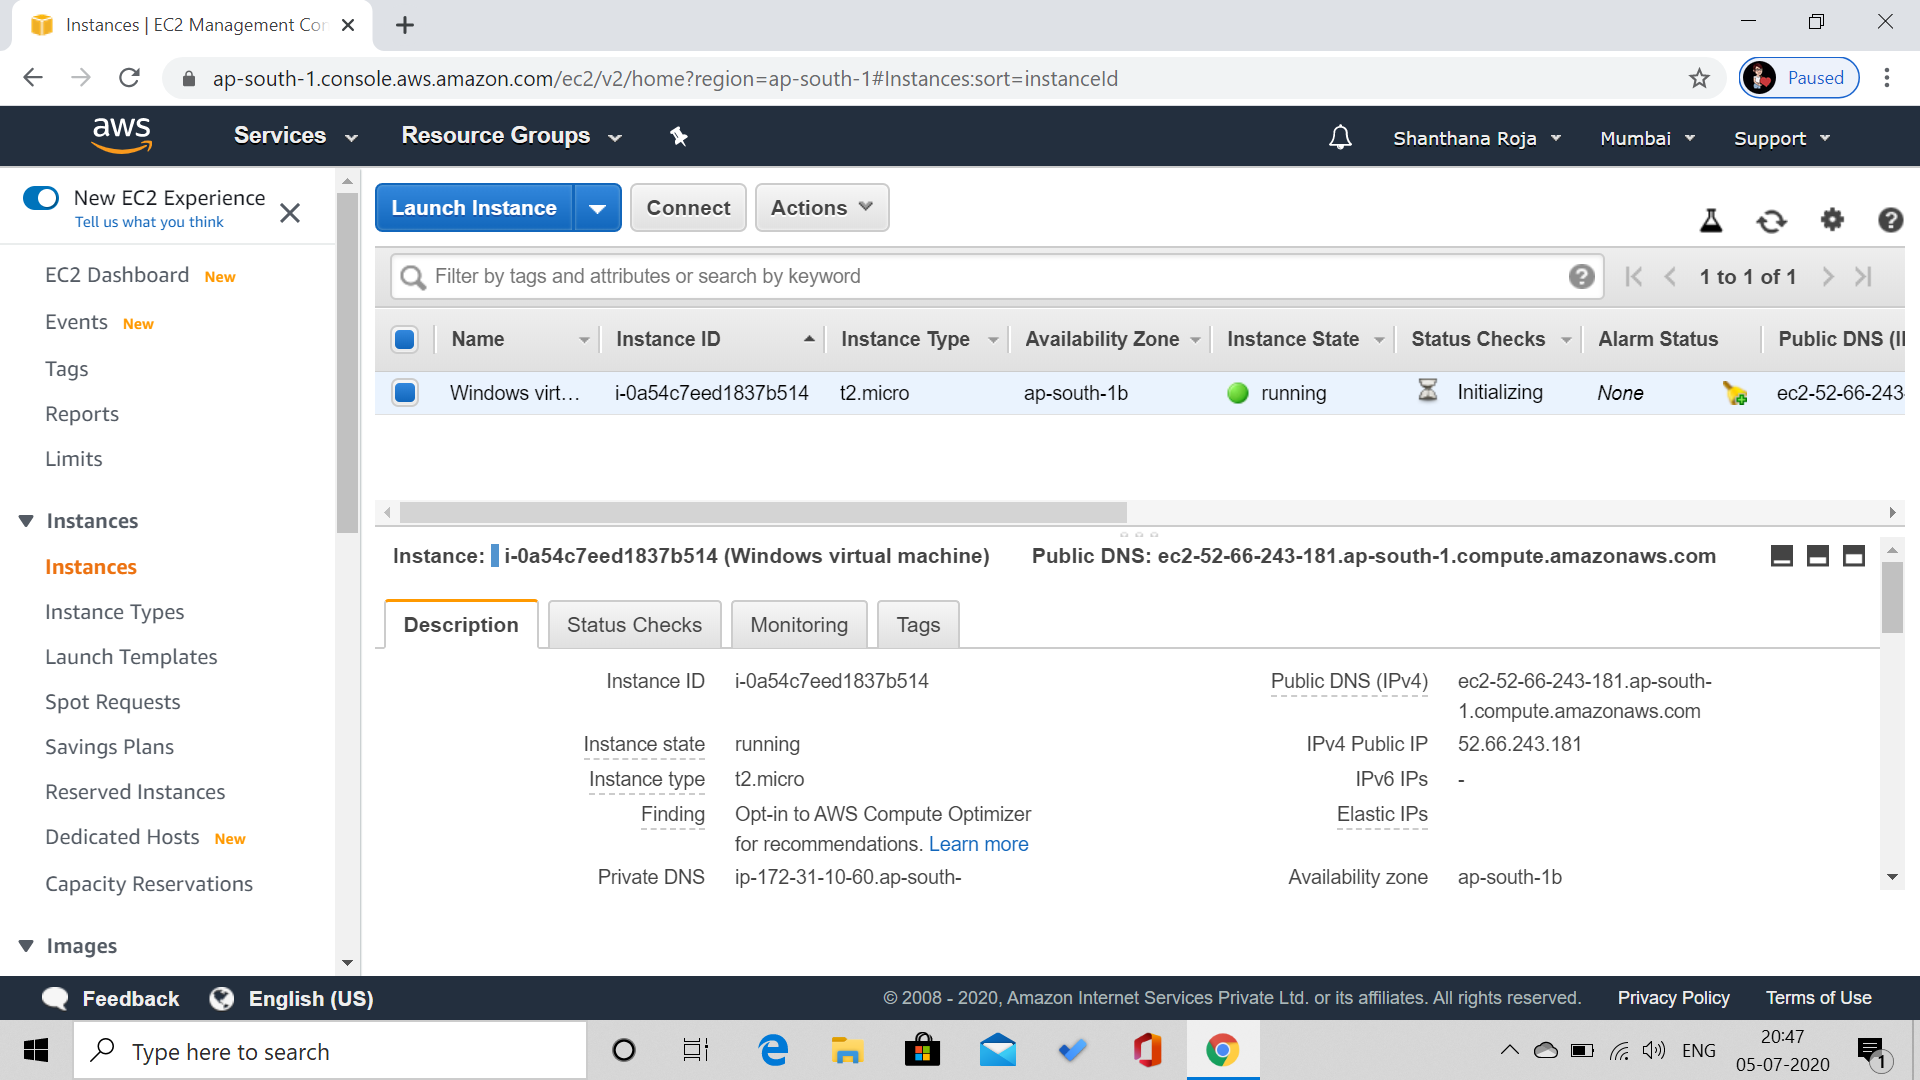 Instances | EC2 Management Con
ap-south-1.console.aws.amazon.com/ec2/v2/home?region=ap-south-1#Instances:sort=instanceId
Paused
aws
Services
Resource Groups
Shanthana Roja
Mumbai
Support
New EC2 Experience
Tell us what you think
EC2 Dashboard New
Events New
Tags
Reports
Limits
Instances
Instances
Instance Types
Launch Templates
Spot Requests
Savings Plans
Reserved Instances
Dedicated Hosts New
Capacity Reservations
Images
Launch Instance
Connect
Actions
Filter by tags and attributes or search by keyword
1 to 1 of 1
Name Instance ID Instance Type Availability Zone Instance State Status Checks Alarm Status Public DNS (I
Windows virt... i-0a54c7eed1837b514 t2.micro ap-south-1b running Initializing None ec2-52-66-243
Instance: i-0a54c7eed1837b514 (Windows virtual machine) Public DNS: ec2-52-66-243-181.ap-south-1.compute.amazonaws.com
Description Status Checks Monitoring Tags
Instance ID i-0a54c7eed1837b514
Instance state running
Instance type t2.micro
Finding Opt-in to AWS Compute Optimizer
for recommendations. Learn more
Private DNS ip-172-31-10-60.ap-south-
Public DNS (IPv4) ec2-52-66-243-181.ap-south-
1.compute.amazonaws.com
IPv4 Public IP 52.66.243.181
IPv6 IPs -
Elastic IPs
Availability zone ap-south-1b
Feedback
English (US)
© 2008 - 2020, Amazon Internet Services Private Ltd. or its affiliates. All rights reserved.
Privacy Policy
Terms of Use
Type here to search
ENG
20:47
05-07-2020
1